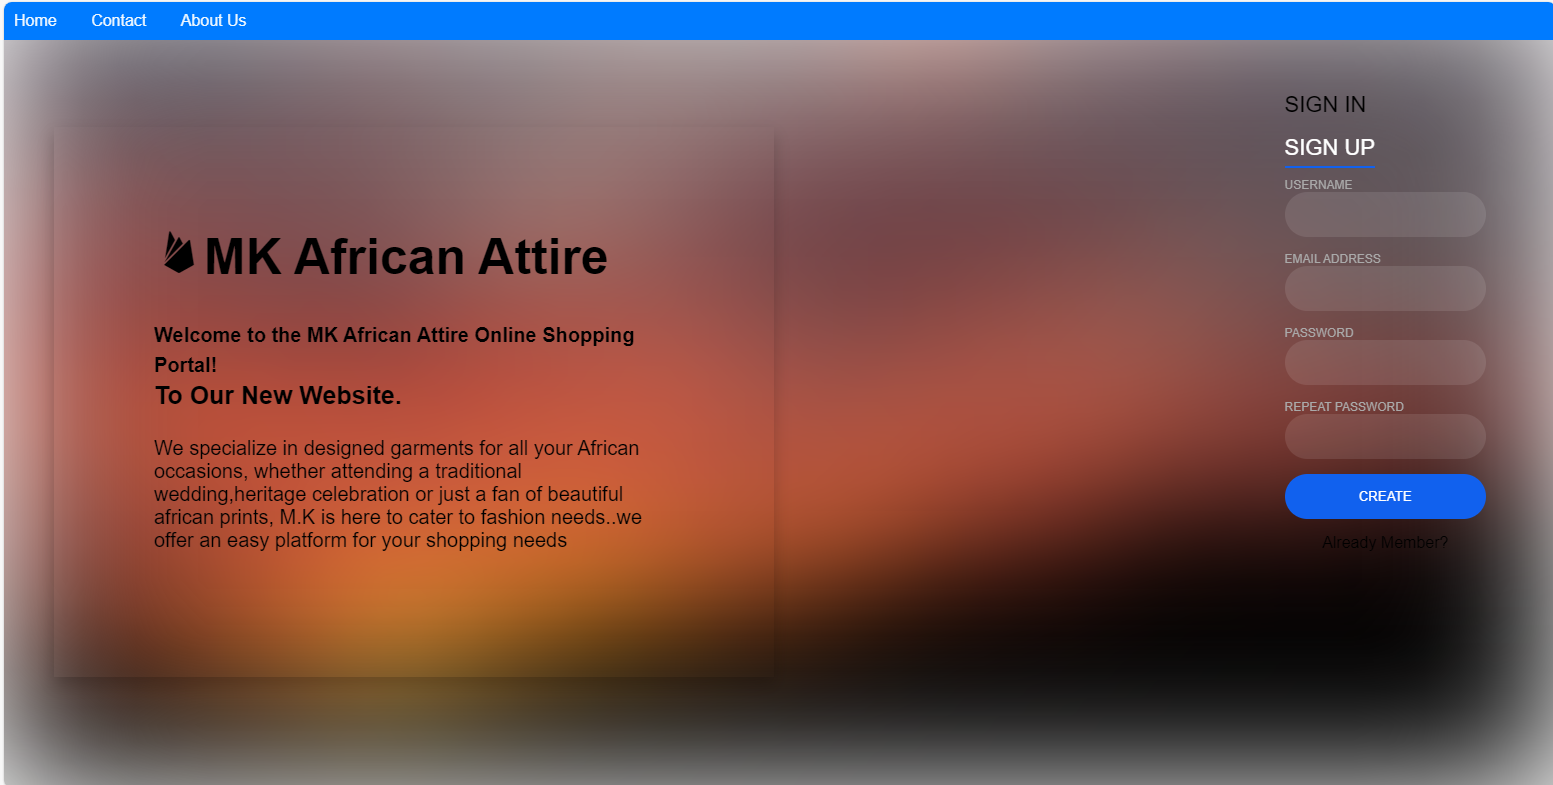 Home Contact About Us
MK African Attire
Welcome to the MK African Attire Online Shopping
Portal!
To Our New Website.
We specialize in designed garments for all your African
occasions, whether attending a traditional
wedding,heritage celebration or just a fan of beautiful
african prints, M.K is here to cater to fashion needs..we
offer an easy platform for your shopping needs
SIGN IN
SIGN UP
USERNAME
EMAIL ADDRESS
PASSWORD
REPEAT PASSWORD
CREATE
Already Member?